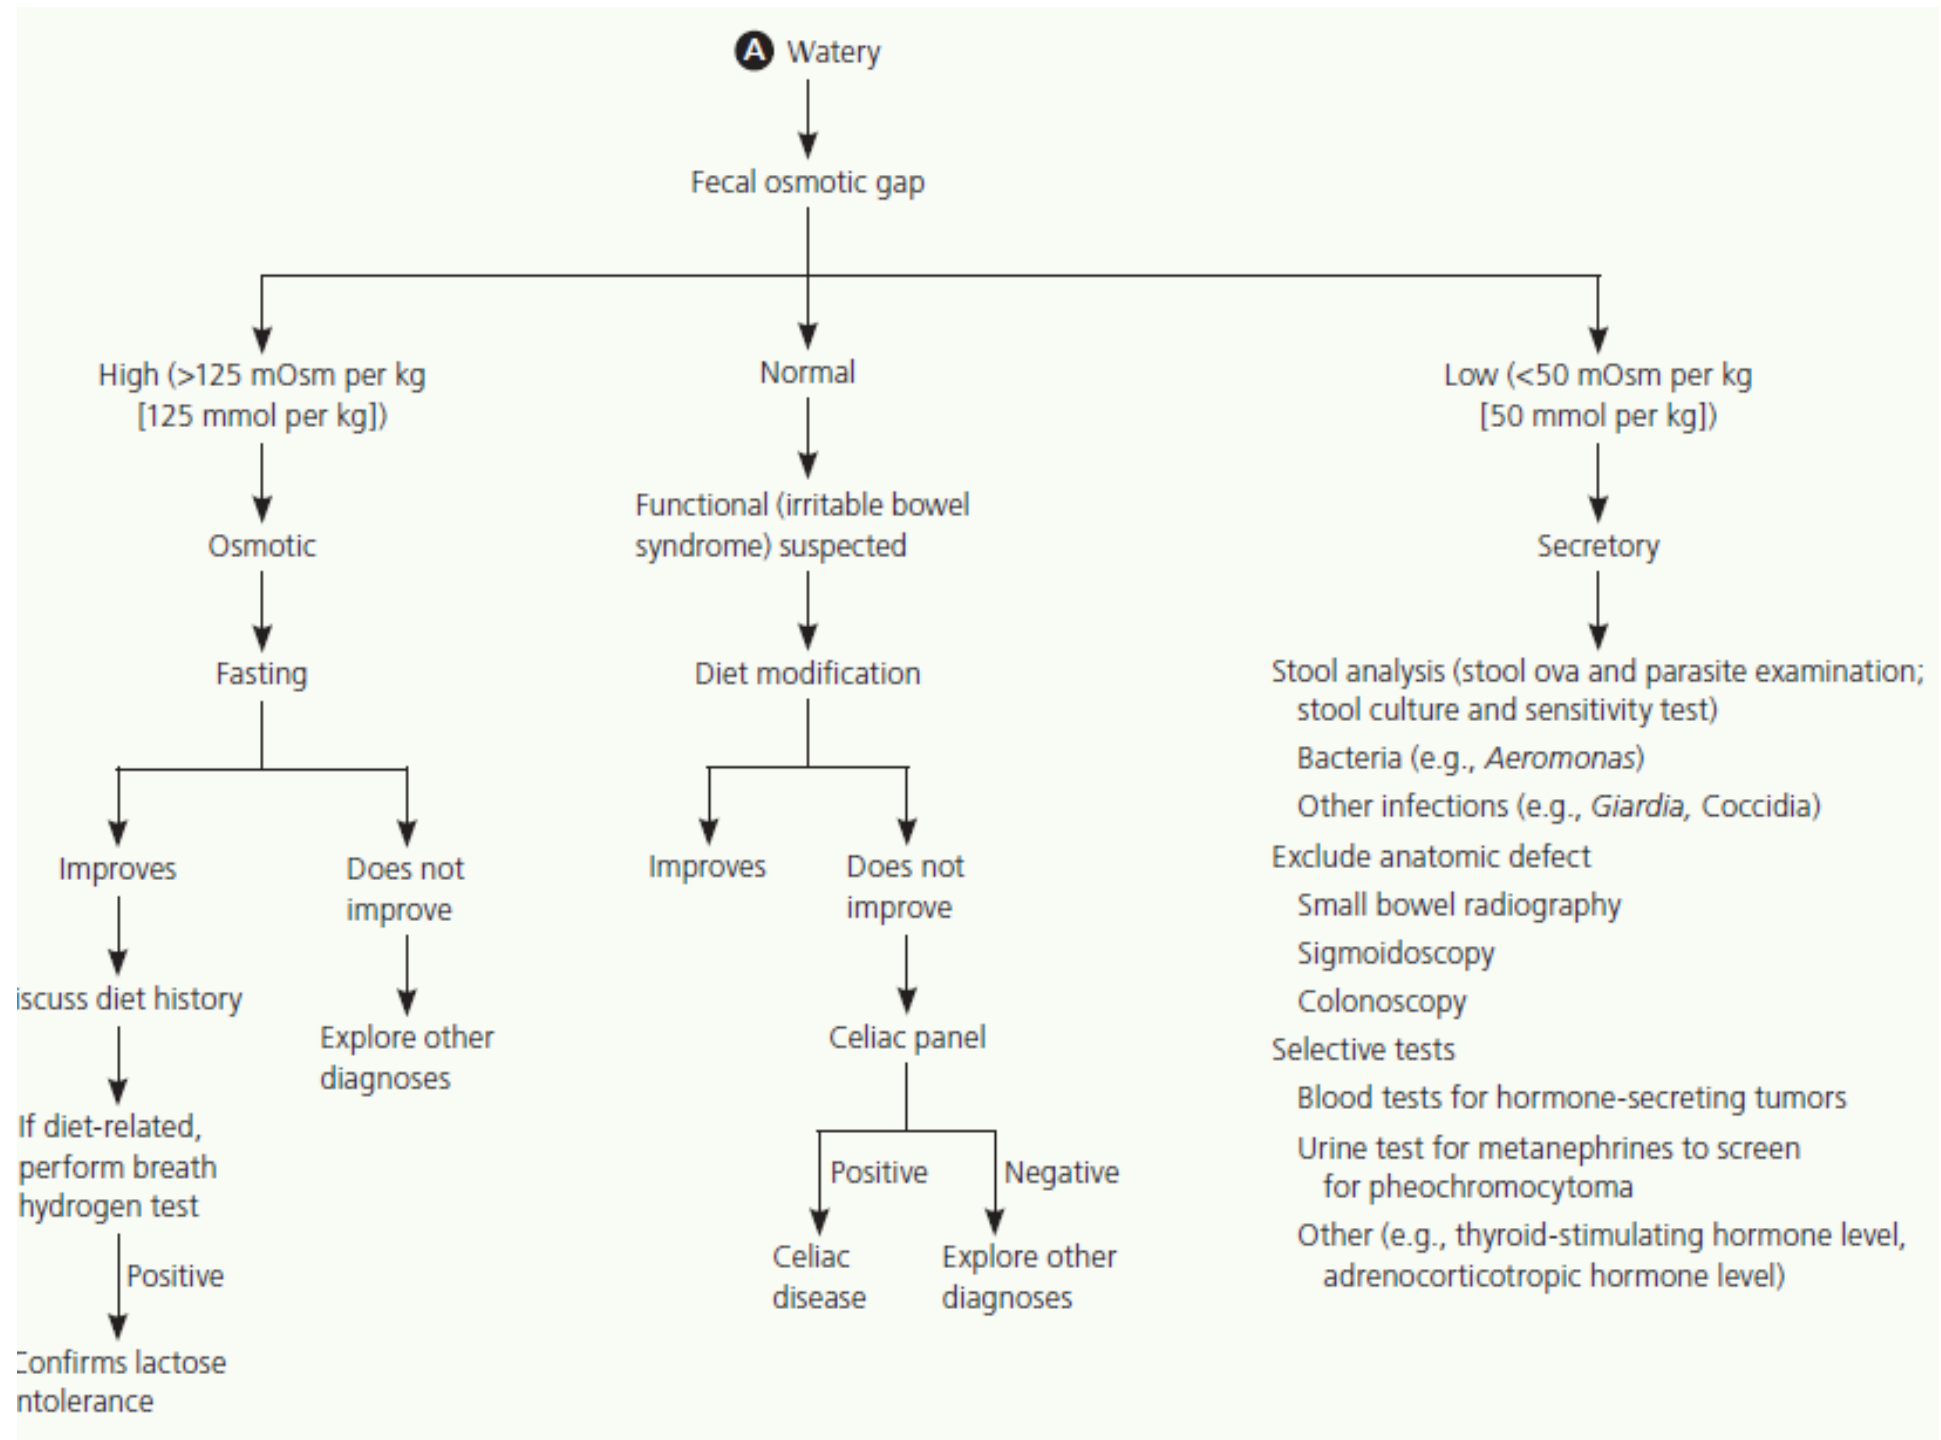 A Watery
Fecal osmotic gap
High (>125 mOsm per kg
[125 mmol per kg])
Osmotic
Fasting
Improves
iscuss diet history
If diet-related,
perform breath
hydrogen test
Positive
Confirms lactose
ntolerance
Does not
improve
Explore other
diagnoses
Normal
Functional (irritable bowel
syndrome) suspected
Diet modification
Improves
Does not
improve
Celiac panel
Positive
Celiac
disease
Negative
Explore other
diagnoses
Low (<50 mOsm per kg
[50 mmol per kg])
Secretory
Stool analysis (stool ova and parasite examination;
stool culture and sensitivity test)
Bacteria (e.g., Aeromonas)
Other infections (e.g., Giardia, Coccidia)
Exclude anatomic defect
Small bowel radiography
Sigmoidoscopy
Colonoscopy
Selective tests
Blood tests for hormone-secreting tumors
Urine test for metanephrines to screen
for pheochromocytoma
Other (e.g., thyroid-stimulating hormone level,
adrenocorticotropic hormone level)